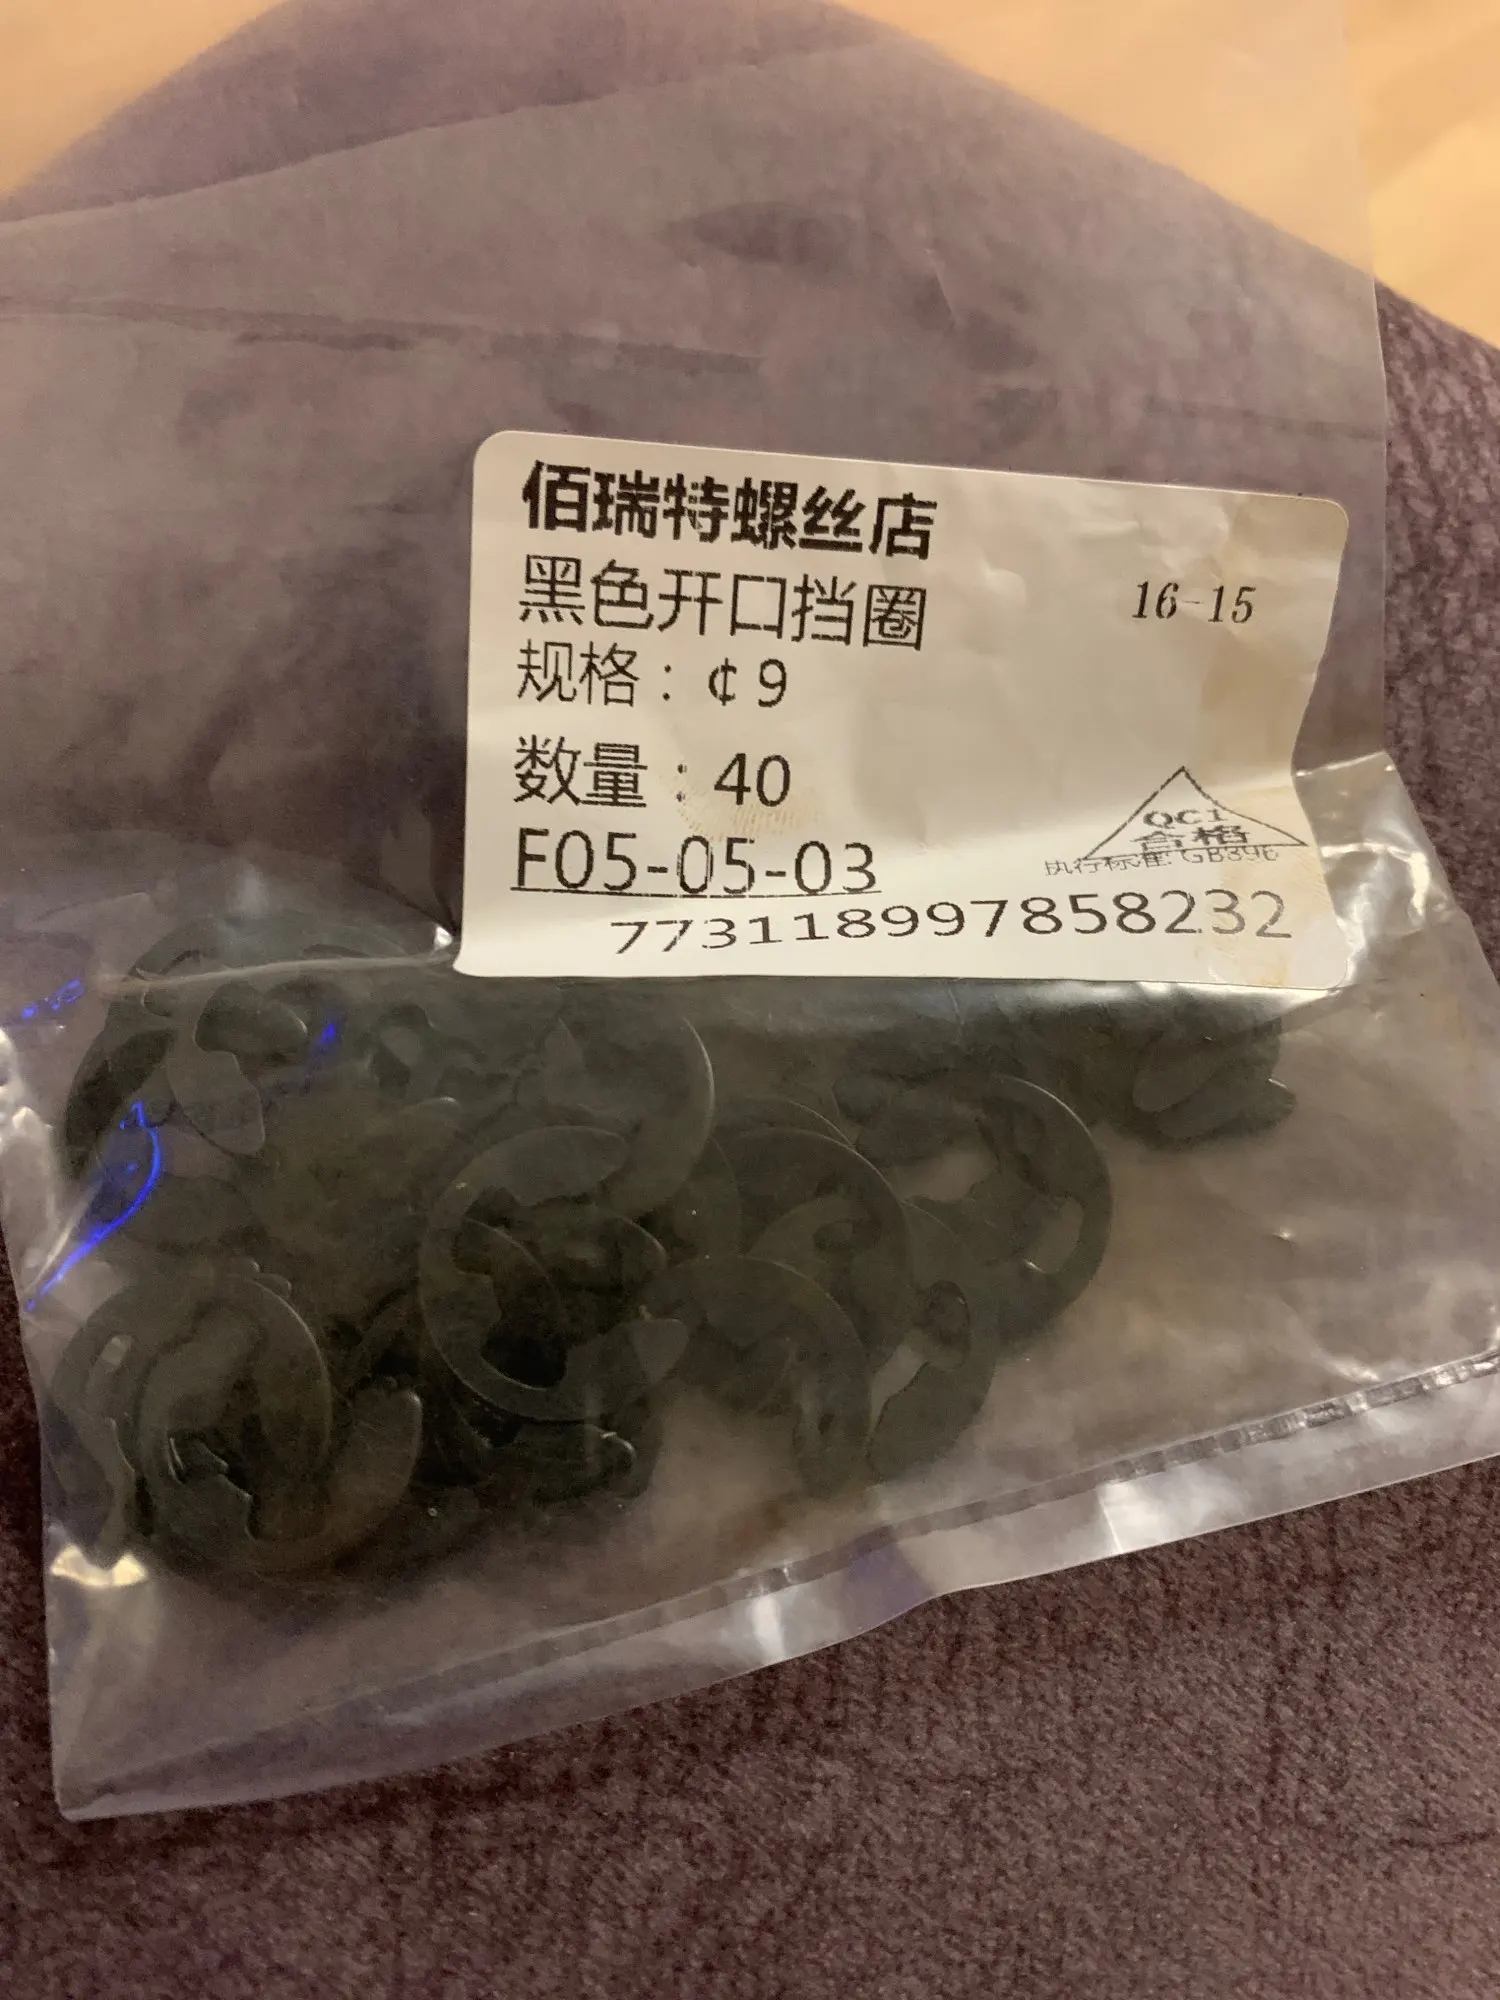 佰瑞特螺丝店
黑色开口挡圈
16-15
规格：¢9
数量：40
QC1
合格
执行标准: GB896
F05-05-03
773118997858232